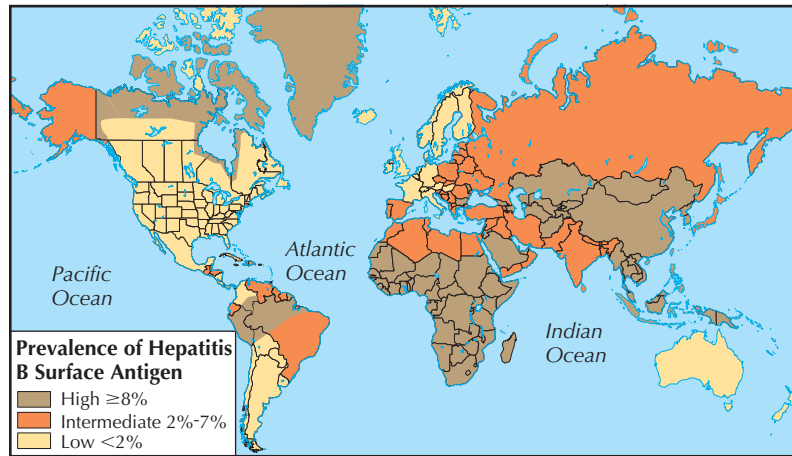 Atlantic
Ocean
Pacific
Ocean
Indian
Ocean
Prevalence of Hepatitis
B Surface Antigen
High ≥8%
Intermediate 2%-7%
Low <2%